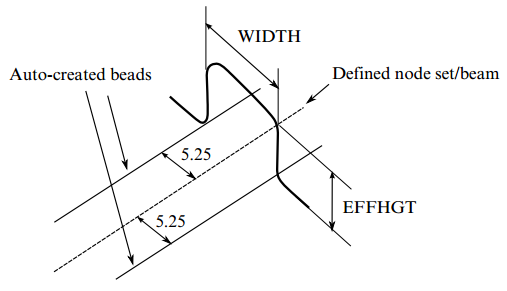 WIDTH
Auto-created beads
Defined node set/beam
5.25
EFFHGT
5.25